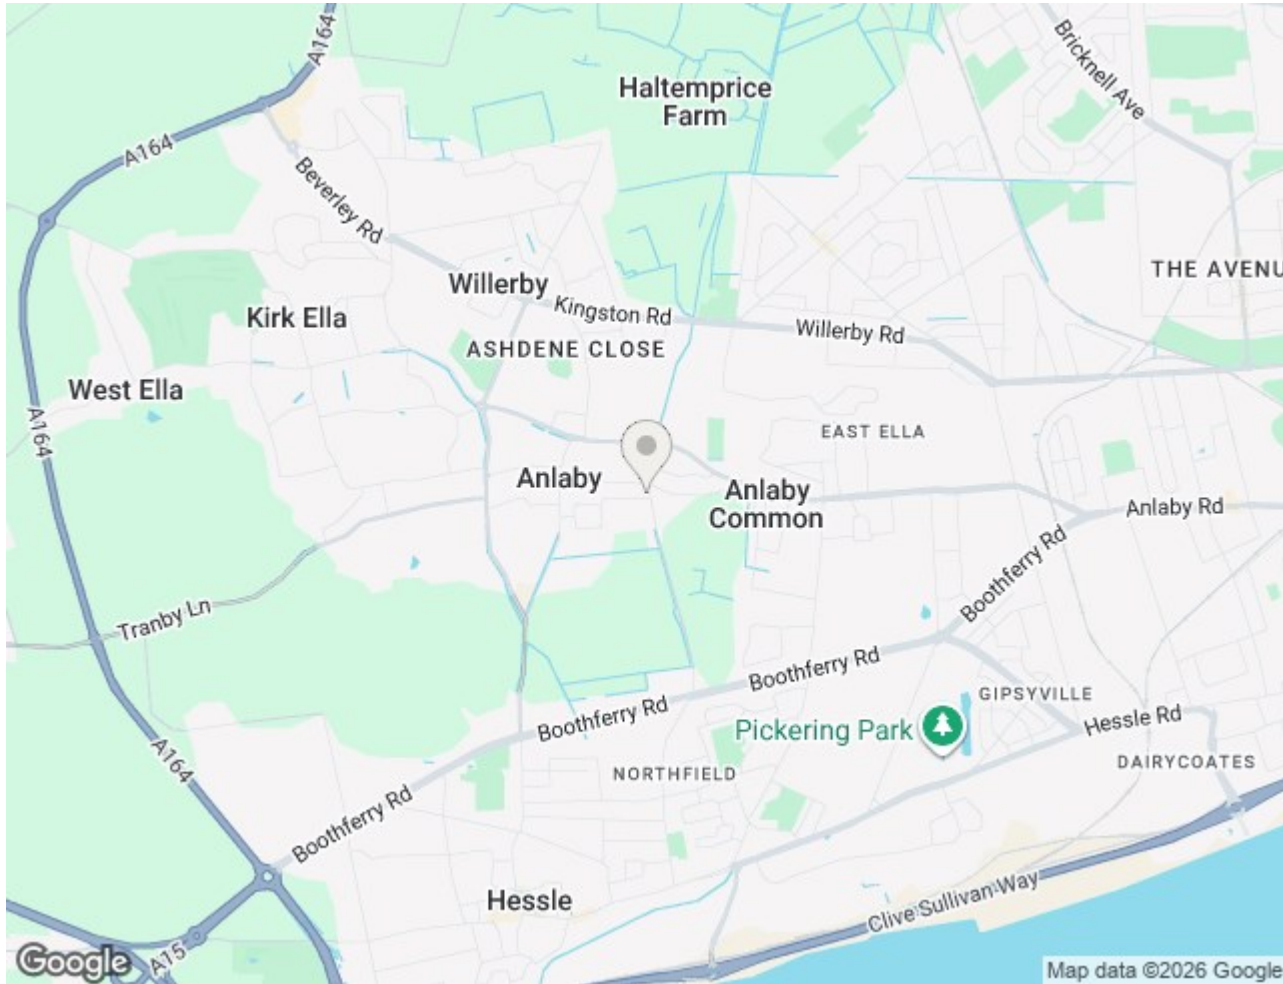 A164
Bricknell Ave
Haltemprice
Farm
A164
Beverley Rd
THE AVENU
Willerby
Kingston Rd
Kirk Ella
Willerby Rd
ASHDENE CLOSE
West Ella
A164
EAST ELLA
Anlaby
Anlaby
Common
Anlaby Rd
Boothferry Rd
Tranby Ln
Boothferry Rd
GIPSYVILLE
Boothferry Rd
Hessle Rd
Pickering Park
A164
NORTHFIELD
DAIRYCOATES
Boothferry Rd
Hessle
Clive Sullivan Way
A15
Google
Map data ©2026 Google